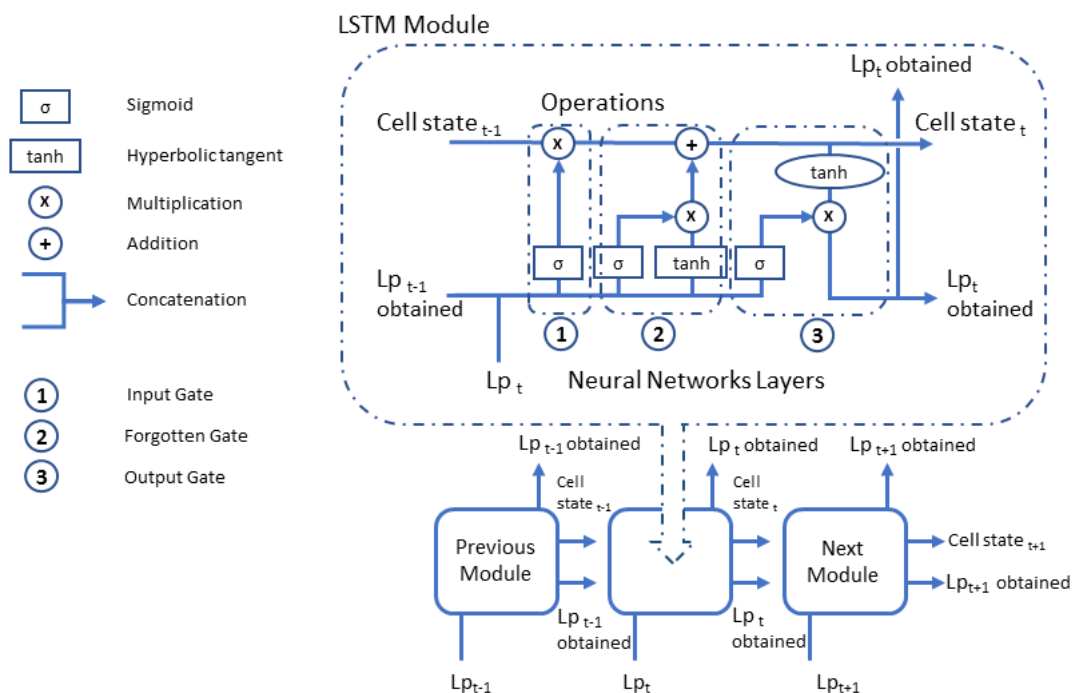 LSTM Module
σ
Sigmoid
tanh
Hyperbolic tangent
x
Multiplication
+
Addition
Concatenation
1
Input Gate
2
Forgotten Gate
3
Output Gate
Lpt obtained
Operations
Cell state t-1
x
+
Cell state t
tanh
x
x
σ
σ
tanh
σ
Lp t-1
obtained
Lpt
obtained
1
2
3
Lp t
Neural Networks Layers
Lp t-1 obtained
Lp t obtained
Lp t+1 obtained
Cell
state t-1
Cell
state t
Previous
Module
Next
Module
Cell state t+1
Lpt+1 obtained
Lp t-1
obtained
Lp t
obtained
Lpt-1
Lpt
Lpt+1